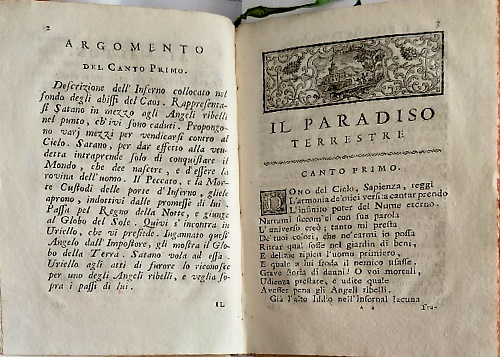 2
ARGOMENTO
DEL CANTO PRIMO.
Descrizione dell' Inferno collocato nel
fondo degli abissi del Caos. Rappresenta-
si Satano in mezzo agli Angeli ribelli
nel punto, ch'ivi sono caduti. Propongo-
no varj mezzi per vendicarsi contro al
Cielo. Satano, per dar effetto alla ven-
detta intraprende solo di conquistare il
Mondo, che dee nascere, e d'essere la
rovina dell' uomo. Il Peccato, e la Mor-
te Custodi delle porte d'Inferno, gliele
aprono, indottivi dalle promesse di lui.
Passa pel Regno della Notte, e giunge
al Globo del Sole. Quivi s'incontra in
Uriello, che vi presiede. Ingannato quest'
Angelo dall' Impostore, gli mostra il Glo-
bo della Terra. Satano vola ad essa.
Uriello agli atti di furore lo riconosce
per uno degli Angeli ribelli, e veglia so-
pra i passi di lui.
IL
3
IL PARADISO
TERRESTRE
CANTO PRIMO.
DONO del Cielo, Sapienza, reggi
L'armonia de' miei versi: a cantar prendo
L'infinito poter del Nume eterno.
Narrami siccom' ei con sua parola
L'universo creò; tanto mi presta
De' tuoi colori, che ne' carmi io possa
Ritrar qual fosse nel giardin di beni,
E delizie ripien l'uomo primiero,
E quale a lui froda il nemico usasse.
Grave storia di danni! O voi mortali,
Udienza prestate, e udite quale
Avesser pena gli Angeli ribelli.
Già l'alto Iddio nell' infernal lacuna
A 2 Tra-